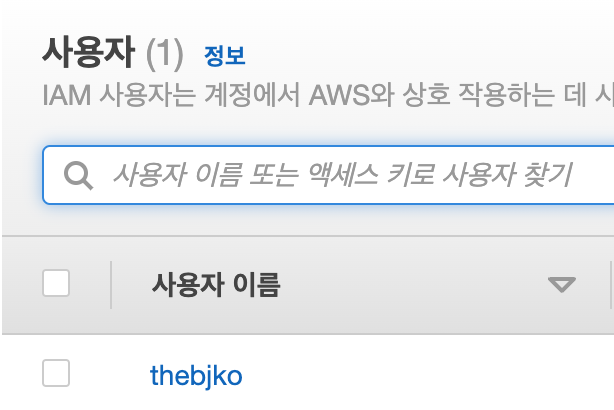 사용자 (1) 정보
IAM 사용자는 계정에서 AWS와 상호 작용하는 데 사
사용자 이름 또는 액세스 키로 사용자 찾기
사용자 이름
thebjko